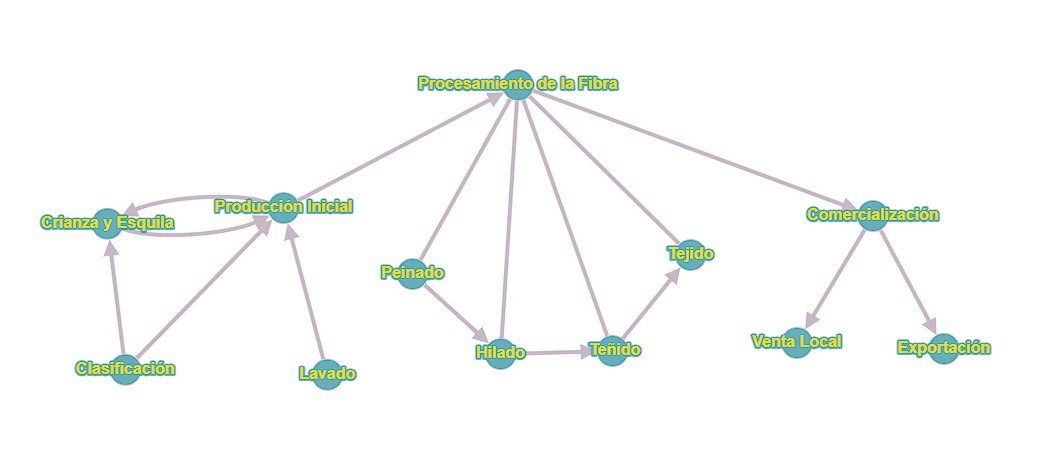 Procesamiento de la Fibra
Producción Inicial
Crianza y Esquila
Comercialización
Tejido
Peinado
Venta Local
Exportación
Teñido
Hilado
Clasificación
Lavado